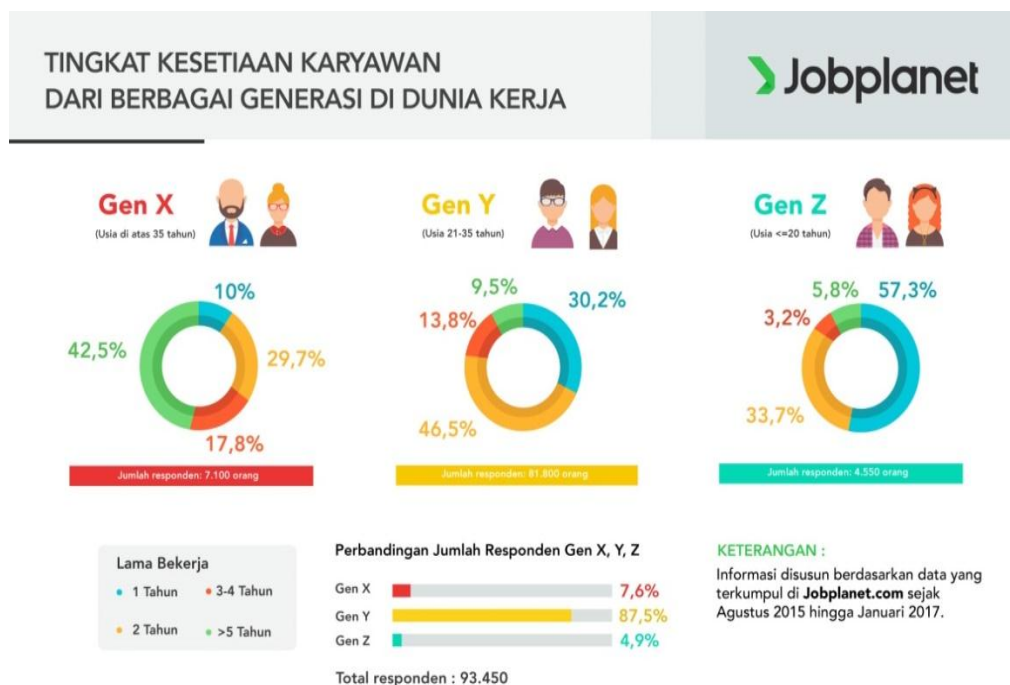 TINGKAT KESETIAAN KARYAWAN
DARI BERBAGAI GENERASI DI DUNIA KERJA
Jobplanet
Gen X
(Usia di atas 35 tahun)
10%
42,5%
29,7%
17,8%
Jumlah responden: 7.100 orang
Gen Y
(Usia 21-35 tahun)
9,5%
30,2%
13,8%
46,5%
Jumlah responden: 81.800 orang
Gen Z
(Usia <=20 tahun)
5,8%
57,3%
3,2%
33,7%
Jumlah responden: 4.550 orang
Lama Bekerja
1 Tahun
3-4 Tahun
2 Tahun
>5 Tahun
Perbandingan Jumlah Responden Gen X, Y, Z
Gen X
7,6%
Gen Y
87,5%
Gen Z
4,9%
Total responden : 93.450
KETERANGAN :
Informasi disusun berdasarkan data yang
terkumpul di Jobplanet.com sejak
Agustus 2015 hingga Januari 2017.